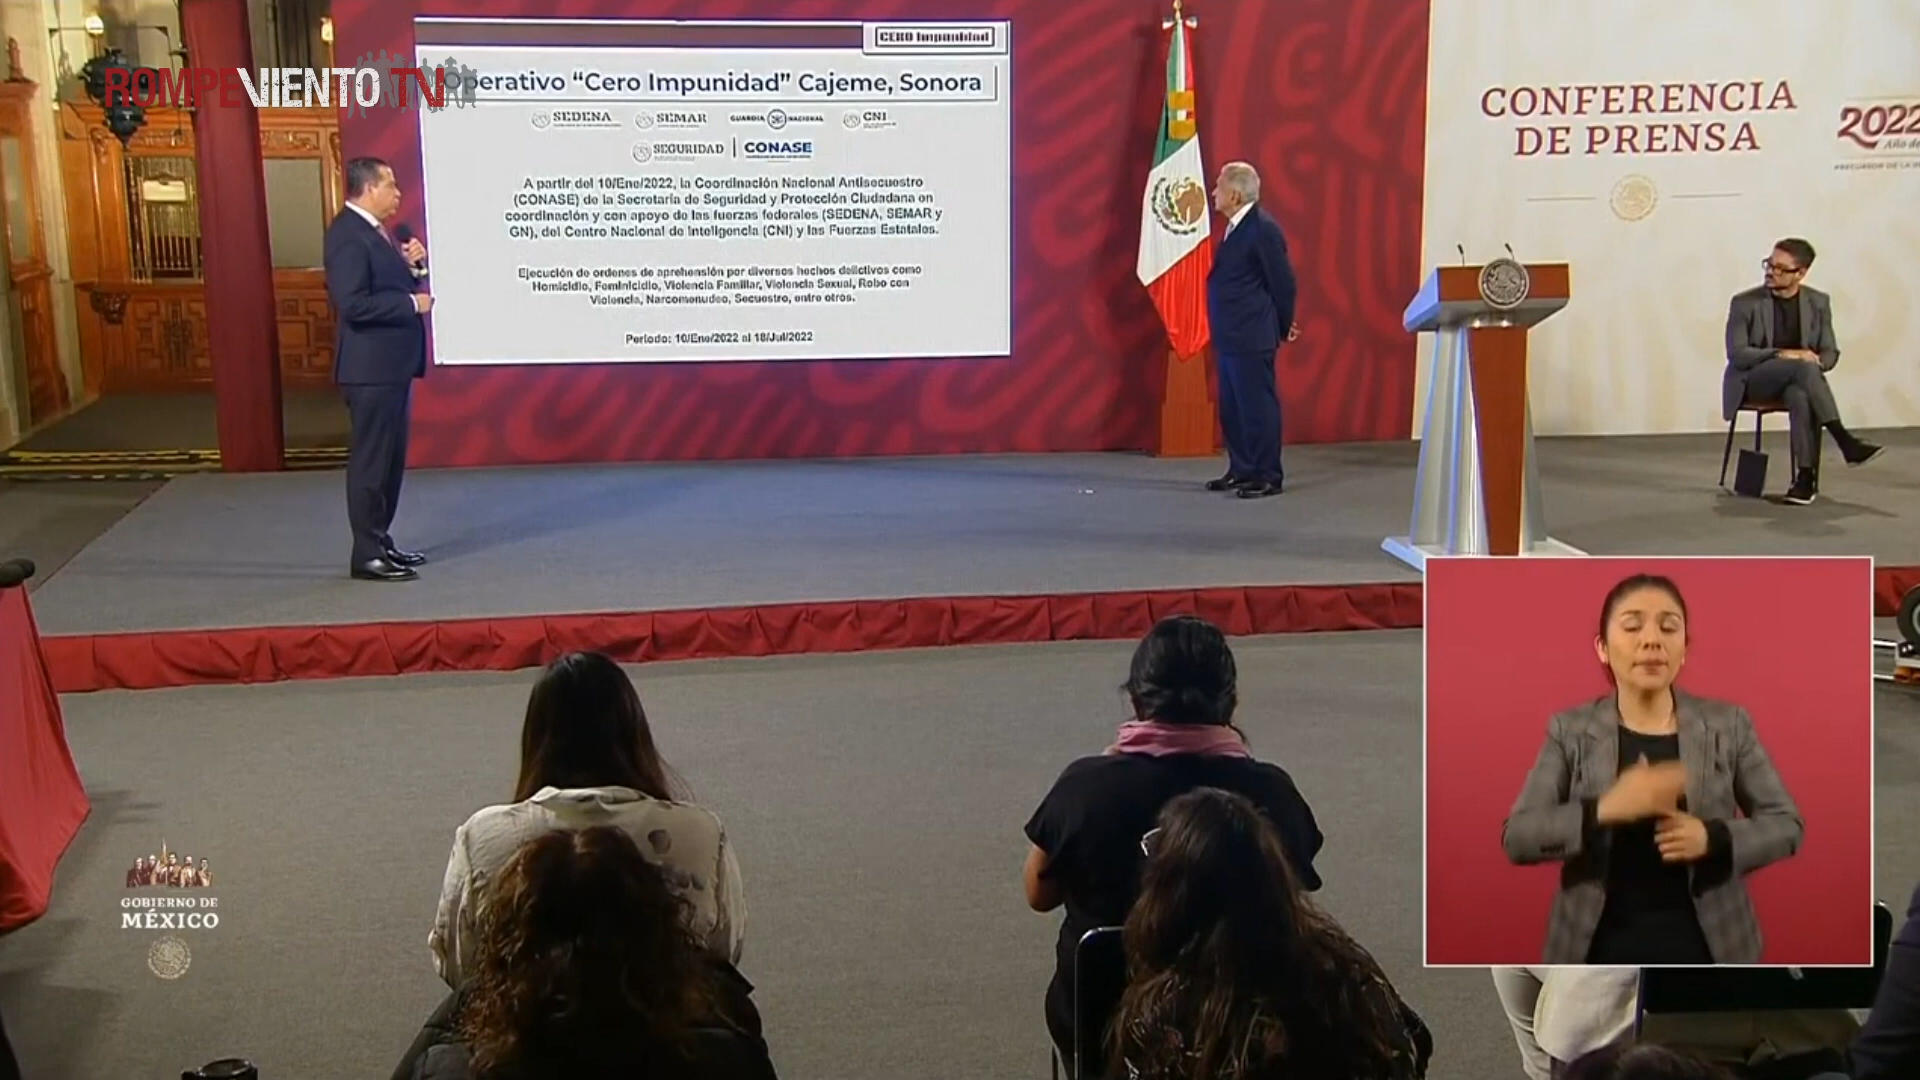 ROMPEVIENTO TV
CERO Impunidad
Operativo “Cero Impunidad” Cajeme, Sonora
SEDENA
SEMAR
GUARDIA NACIONAL
CNI
SEGURIDAD
CONASE
A partir del 10/Ene/2022, la Coordinación Nacional Antisecuestro
(CONASE) de la Secretaría de Seguridad y Protección Ciudadana en
coordinación y con apoyo de las fuerzas federales (SEDENA, SEMAR y
GN), del Centro Nacional de Inteligencia (CNI) y las Fuerzas Estatales.
Ejecución de ordenes de aprehensión por diversos hechos delictivos como
Homicidio, Feminicidio, Violencia Familiar, Violencia Sexual, Robo con
Violencia, Narcomenudeo, Secuestro, entre otros.
Periodo: 10/Ene/2022 al 18/Jul/2022
CONFERENCIA
DE PRENSA
2022
Año de
GOBIERNO DE
MÉXICO